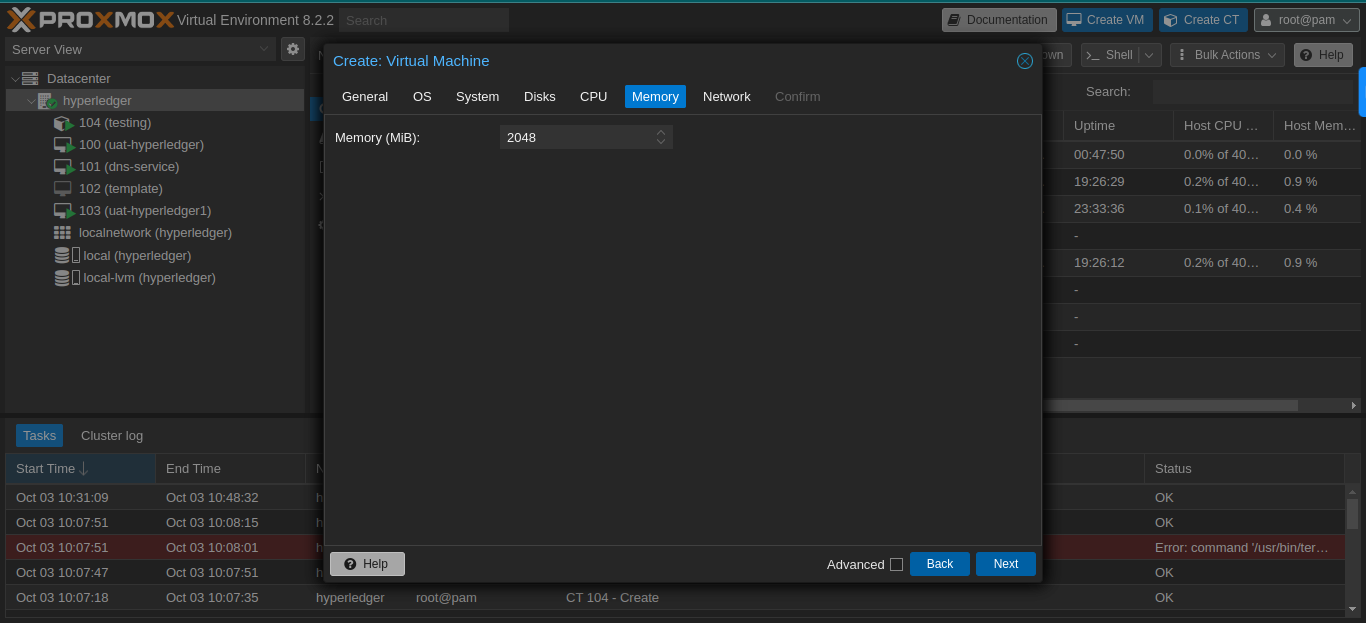 PROXMOX Virtual Environment 8.2.2 Search Documentation Create VM Create CT root@pam
Server View
Shell Bulk Actions Help
Create: Virtual Machine
General OS System Disks CPU Memory Network Confirm
Memory (MiB): 2048
Datacenter
hyperledger
104 (testing)
100 (uat-hyperledger)
101 (dns-service)
102 (template)
103 (uat-hyperledger1)
localnetwork (hyperledger)
local (hyperledger)
local-lvm (hyperledger)
Search:
Uptime Host CPU ... Host Mem...
00:47:50 0.0% of 40... 0.0 %
19:26:29 0.2% of 40... 0.9 %
23:33:36 0.1% of 40... 0.4 %
-
19:26:12 0.2% of 40... 0.9 %
-
-
-
Help Advanced Back Next
Tasks Cluster log
Start Time End Time Status
Oct 03 10:31:09 Oct 03 10:48:32 OK
Oct 03 10:07:51 Oct 03 10:08:15 OK
Oct 03 10:07:51 Oct 03 10:08:01 Error: command '/usr/bin/ter...
Oct 03 10:07:47 Oct 03 10:07:51 OK
Oct 03 10:07:18 Oct 03 10:07:35 hyperledger root@pam CT 104 - Create OK